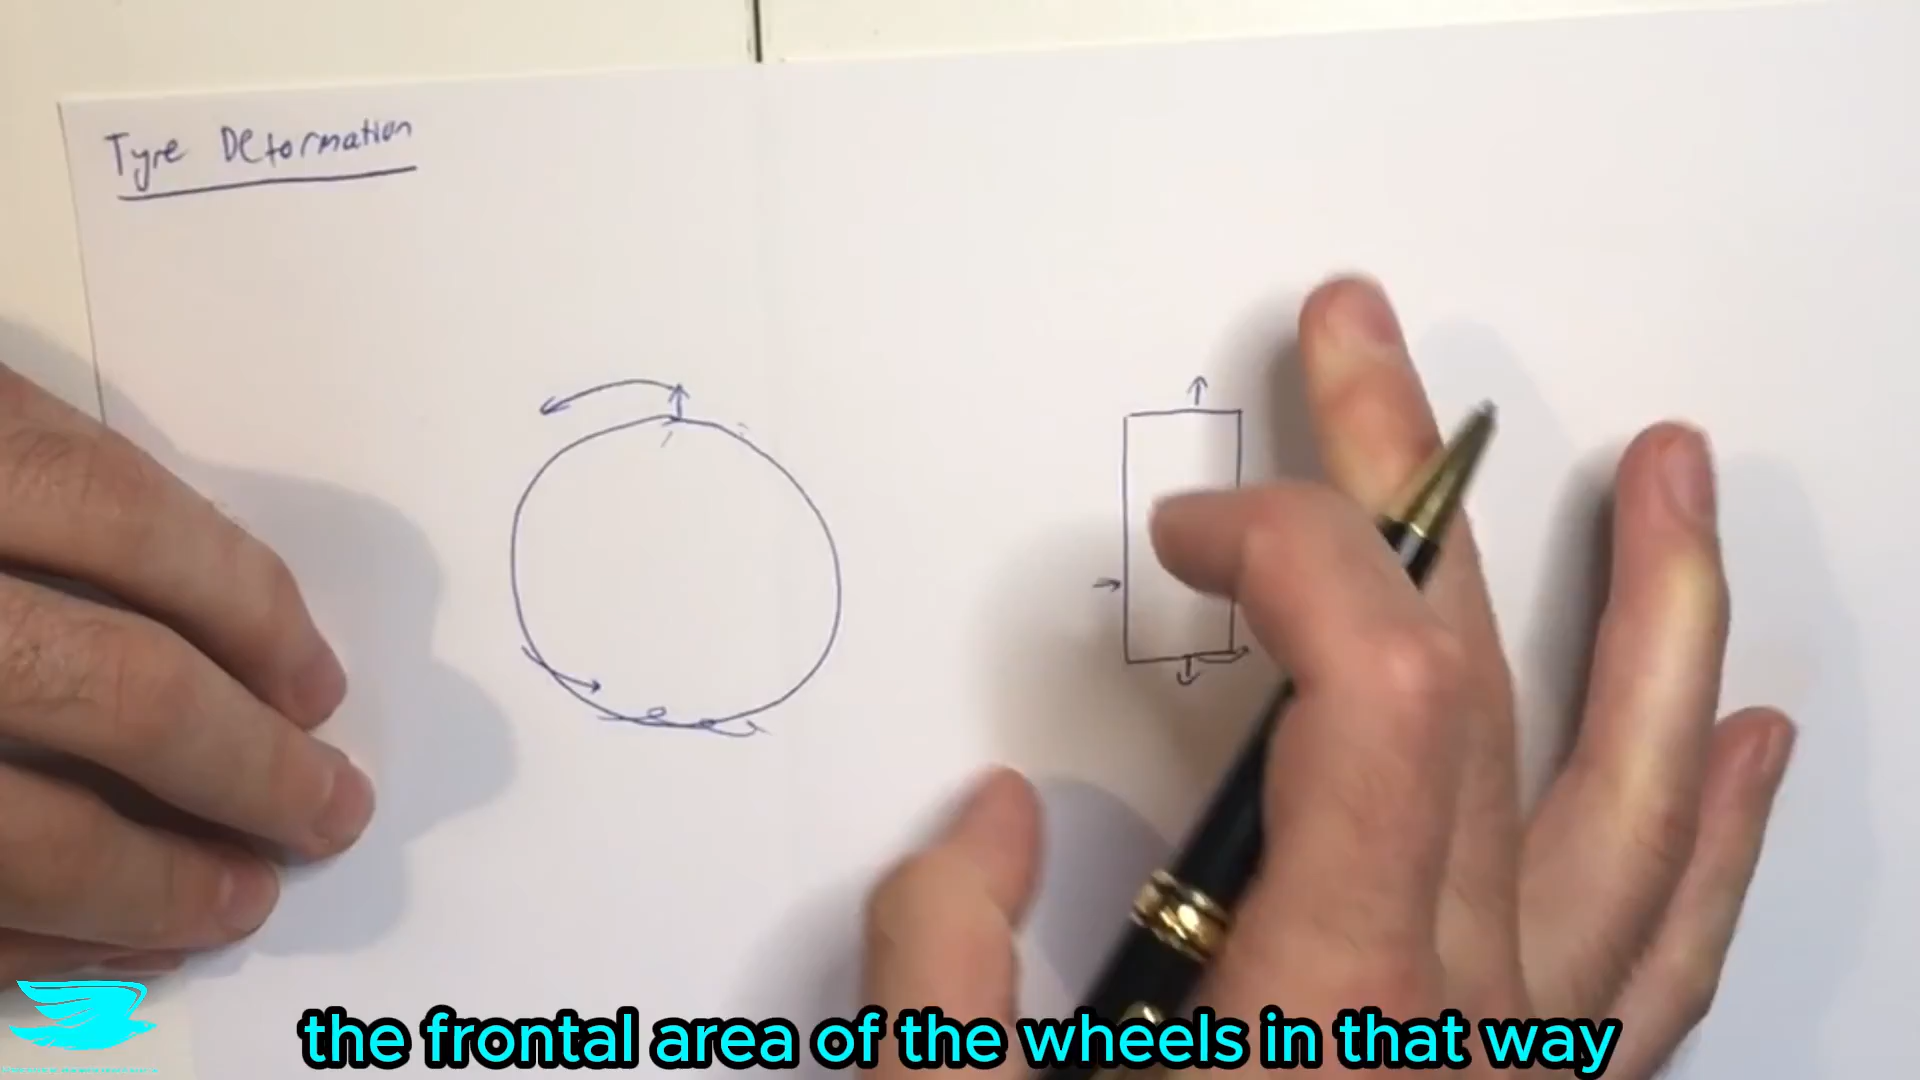 Tyre Deformation
the frontal area of the wheels in that way